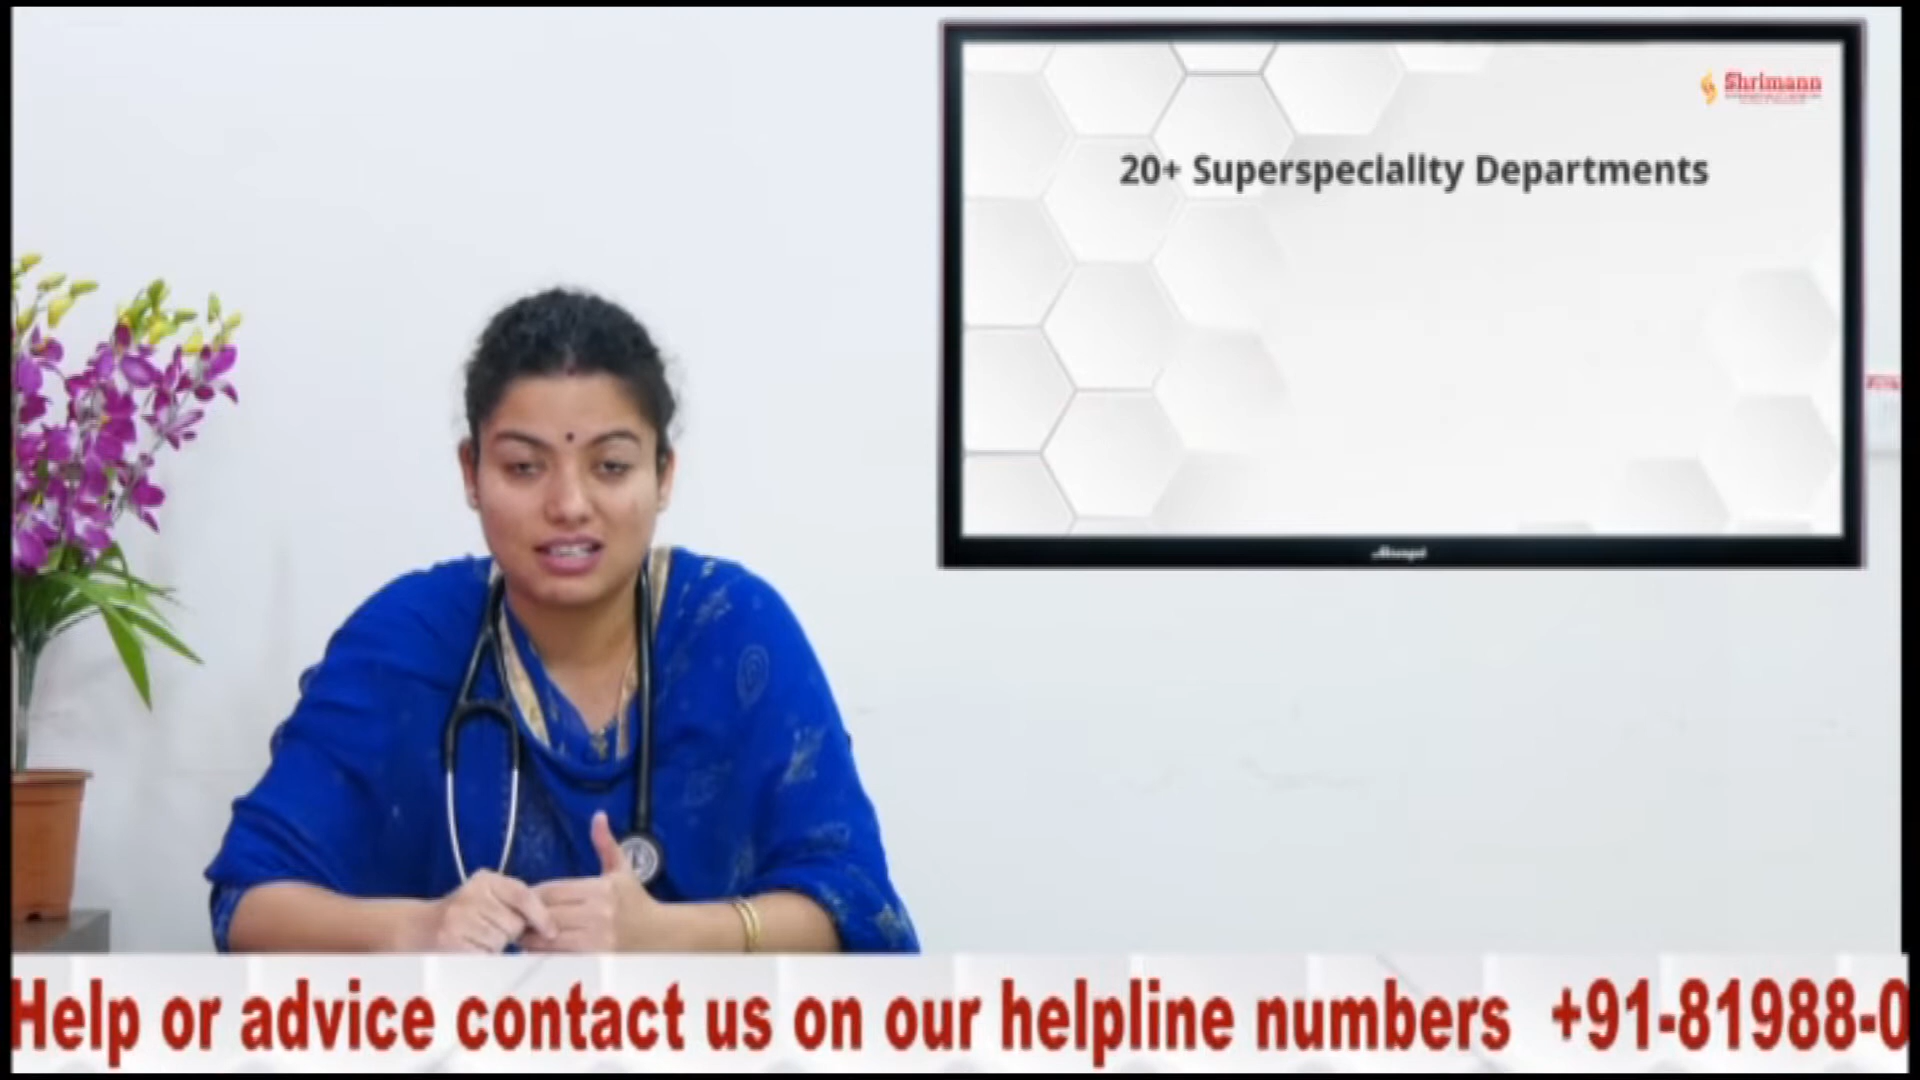 Shrimann
20+ Superspeciality Departments
Help or advice contact us on our helpline numbers +91-81988-0